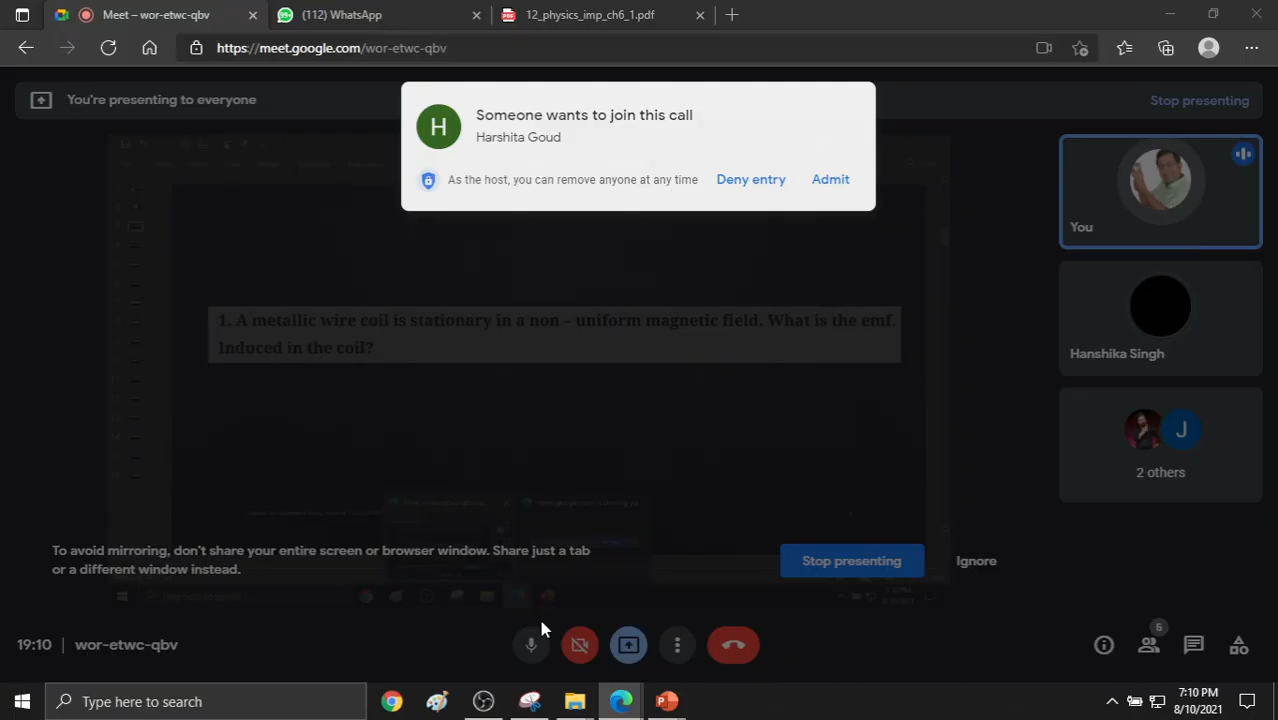 Meet – wor-etwc-qbv
(112) WhatsApp
12_physics_imp_ch6_1.pdf
https://meet.google.com/wor-etwc-qbv
You're presenting to everyone
Stop presenting
H
Someone wants to join this call
Harshita Goud
As the host, you can remove anyone at any time
Deny entry
Admit
You
1. A metallic wire coil is stationary in a non – uniform magnetic field. What is the emf.
Induced in the coil?
Hanshika Singh
J
2 others
To avoid mirroring, don't share your entire screen or browser window. Share just a tab
or a different window instead.
Stop presenting
Ignore
19:10 | wor-etwc-qbv
6
Type here to search
7:10 PM
8/10/2021